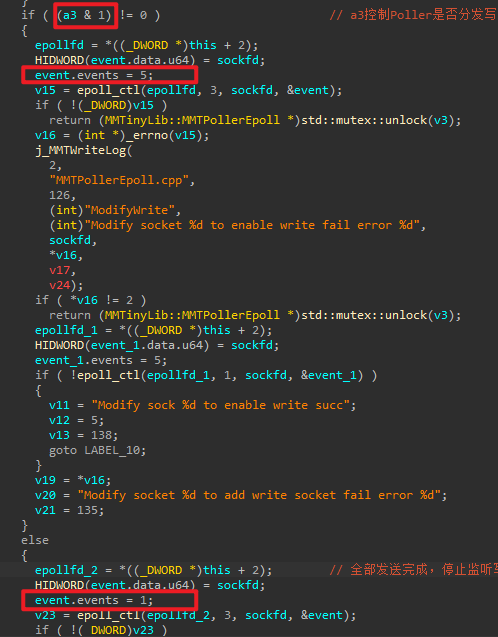 }
if ( (a3 & 1) != 0 ) // a3控制Poller是否分发写
{
epollfd = *((_DWORD *)this + 2);
HIDWORD(event.data.u64) = sockfd;
event.events = 5;
v15 = epoll_ctl(epollfd, 3, sockfd, &event);
if ( !(_DWORD)v15 )
return (MMTinyLib::MMTPollerEpoll *)std::mutex::unlock(v3);
v16 = (int *)_errno(v15);
j_MMTWriteLog(
2,
"MMTPollerEpoll.cpp",
126,
(int)"ModifyWrite",
(int)"Modify socket %d to enable write fail error %d",
sockfd,
*v16,
v17,
v24);
if ( *v16 != 2 )
return (MMTinyLib::MMTPollerEpoll *)std::mutex::unlock(v3);
epollfd_1 = *((_DWORD *)this + 2);
HIDWORD(event_1.data.u64) = sockfd;
event_1.events = 5;
if ( !epoll_ctl(epollfd_1, 1, sockfd, &event_1) )
{
v11 = "Modify sock %d to enable write succ";
v12 = 5;
v13 = 138;
goto LABEL_10;
}
v19 = *v16;
v20 = "Modify socket %d to add write socket fail error %d";
v21 = 135;
}
else
{
epollfd_2 = *((_DWORD *)this + 2); // 全部发送完成，停止监听写
HIDWORD(event.data.u64) = sockfd;
event.events = 1;
v23 = epoll_ctl(epollfd_2, 3, sockfd, &event);
if ( !(_DWORD)v23 )